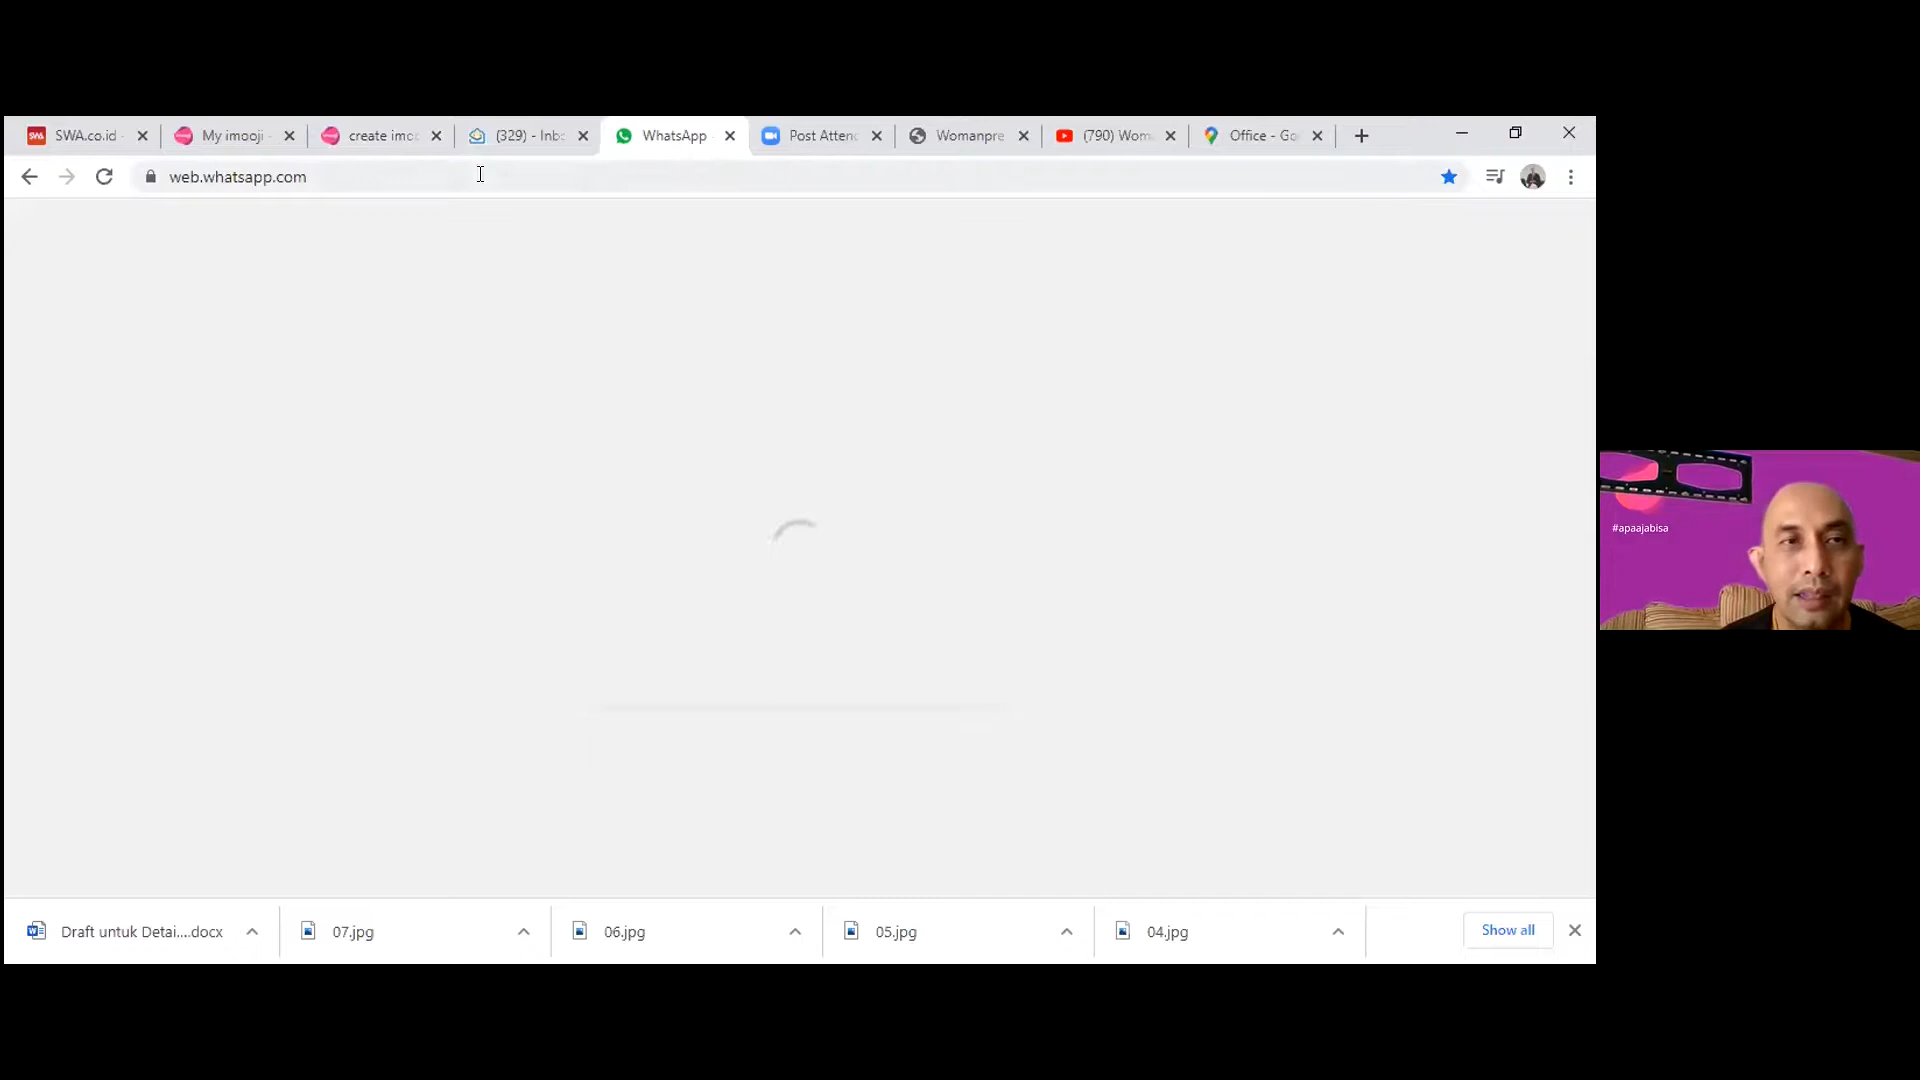 SWA.co.id -
My imooji -
create imo
(329) - Inb
WhatsApp
Post Atten
Womanpre
(790) Wom
Office - Go
web.whatsapp.com
#apaajabisa
Draft untuk Detai....docx
07.jpg
06.jpg
05.jpg
04.jpg
Show all